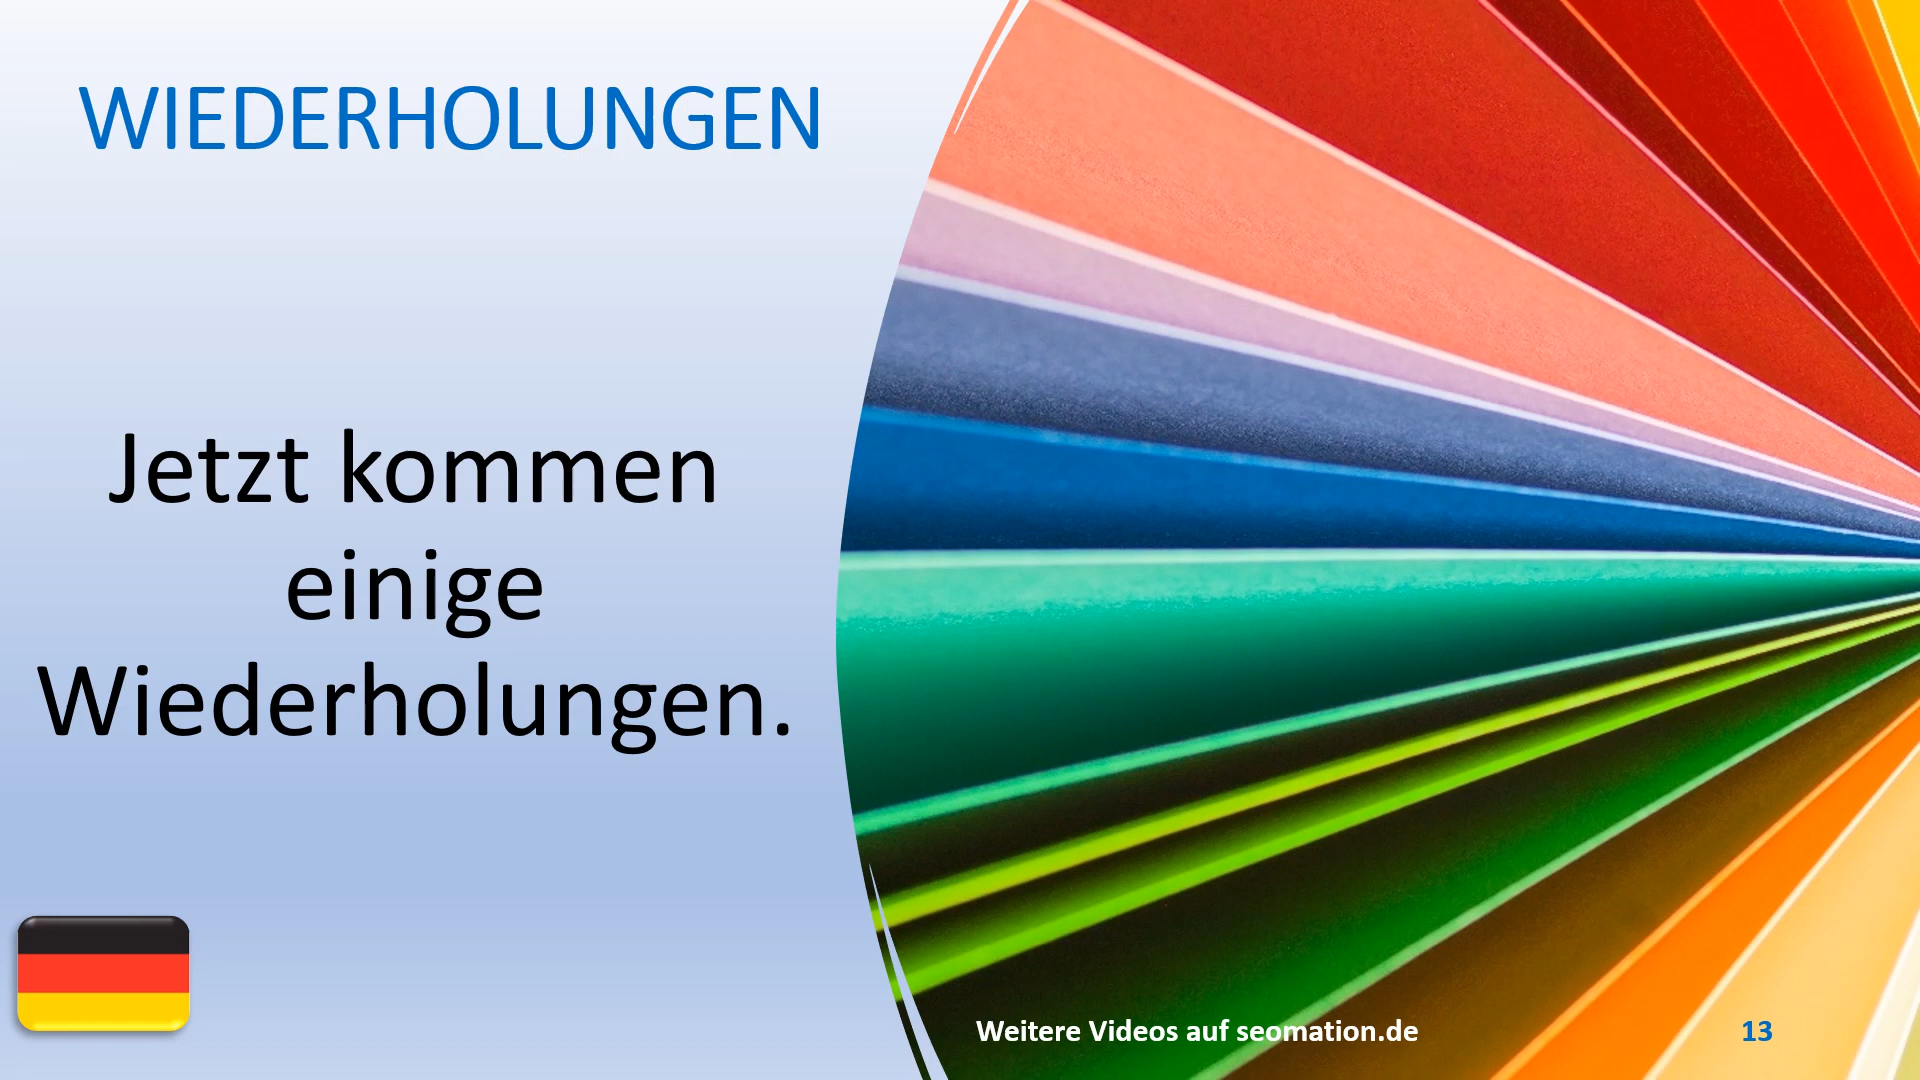 WIEDERHOLUNGEN
Jetzt kommen
einige
Wiederholungen.
Weitere Videos auf seomation.de
13